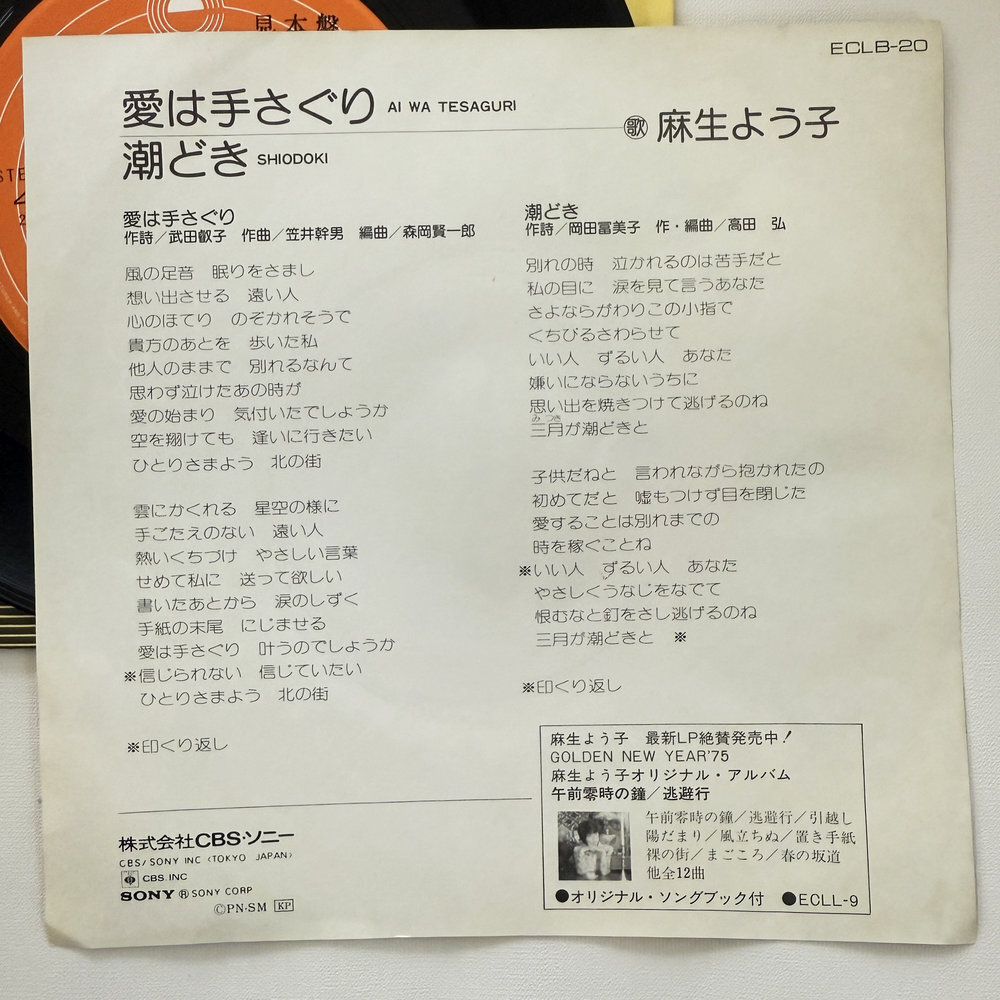 見本盤
STE
ECLB-20
愛は手さぐり AI WA TESAGURI
潮どき SHIODOKI
歌 麻生よう子
愛は手さぐり
作詩／武田叡子 作曲／笠井幹男 編曲／森岡賢一郎
風の足音 眠りをさまし
想い出させる 遠い人
心のほてり のぞかれそうで
貴方のあとを 歩いた私
他人のままで 別れるなんて
思わず泣けたあの時が
愛の始まり 気付いたでしょうか
空を翔けても 逢いに行きたい
ひとりさまよう 北の街
雲にかくれる 星空の様に
手ごたえのない 遠い人
熱いくちづけ やさしい言葉
せめて私に 送って欲しい
書いたあとから 涙のしずく
手紙の末尾 にじませる
愛は手さぐり 叶うのでしょうか
※信じられない 信じていたい
ひとりさまよう 北の街
※印くり返し
潮どき
作詩／岡田冨美子 作・編曲／高田 弘
別れの時 泣かれるのは苦手だと
私の目に 涙を見て言うあなた
さよならがわりこの小指で
くちびるさわらせて
いい人 ずるい人 あなた
嫌いにならないうちに
思い出を焼きつけて逃げるのね
みつき
三月が潮どきと
子供だねと 言われながら抱かれたの
初めてだと 嘘もつけず目を閉じた
愛することは別れまでの
時を稼ぐことね
※いい人 ずるい人 あなた
やさしくうなじをなでて
恨むなと釘をさし逃げるのね
三月が潮どきと ※
※印くり返し
株式会社CBS・ソニー
CBS/SONY INC〈TOKYO JAPAN〉
CBS. INC
SONY ® SONY CORP
©PN・SM KP
麻生よう子 最新LP絶賛発売中！
GOLDEN NEW YEAR'75
麻生よう子オリジナル・アルバム
午前零時の鐘／逃避行
午前零時の鐘／逃避行／引越し
陽だまり／風立ちぬ／置き手紙
裸の街／まごころ／春の坂道
他全12曲
●オリジナル・ソングブック付 ●ECLL-9